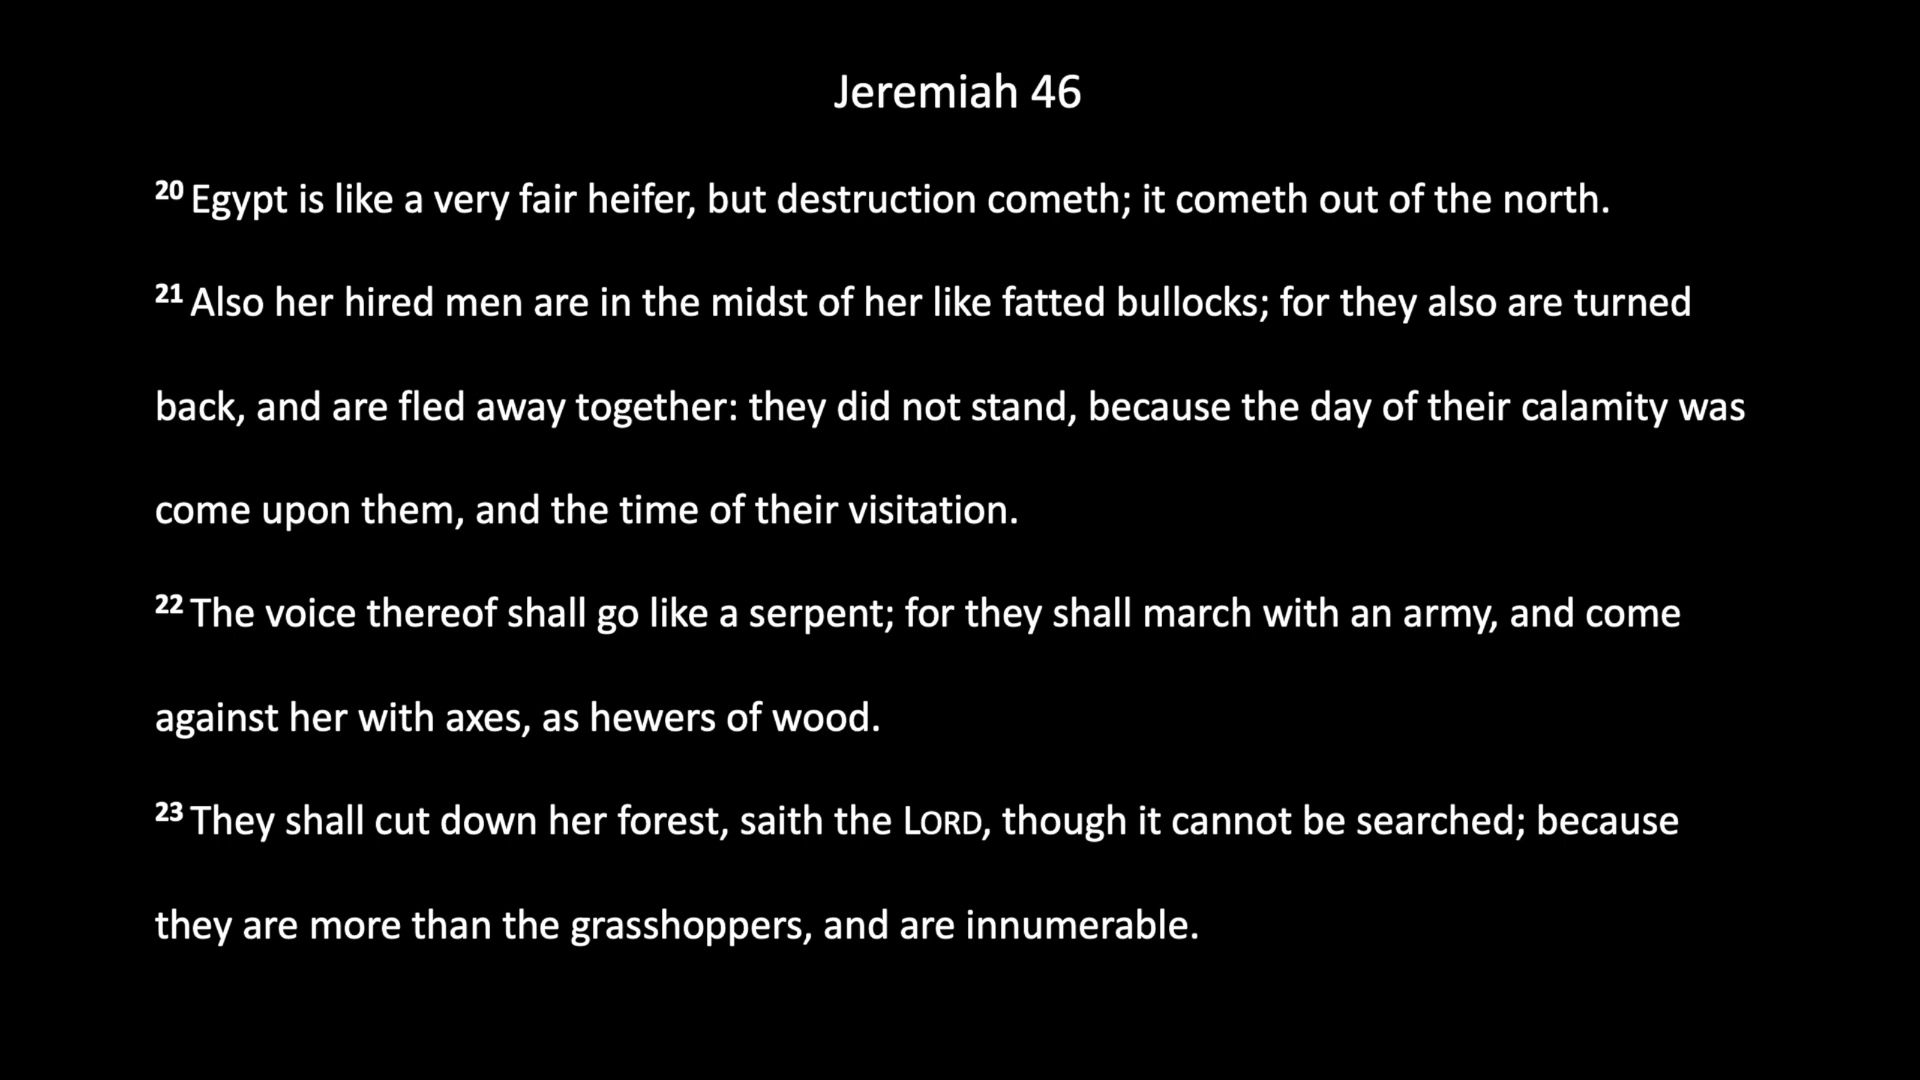 Jeremiah 46
20 Egypt is like a very fair heifer, but destruction cometh; it cometh out of the north.
21 Also her hired men are in the midst of her like fatted bullocks; for they also are turned
back, and are fled away together: they did not stand, because the day of their calamity was
come upon them, and the time of their visitation.
22 The voice thereof shall go like a serpent; for they shall march with an army, and come
against her with axes, as hewers of wood.
23 They shall cut down her forest, saith the LORD, though it cannot be searched; because
they are more than the grasshoppers, and are innumerable.